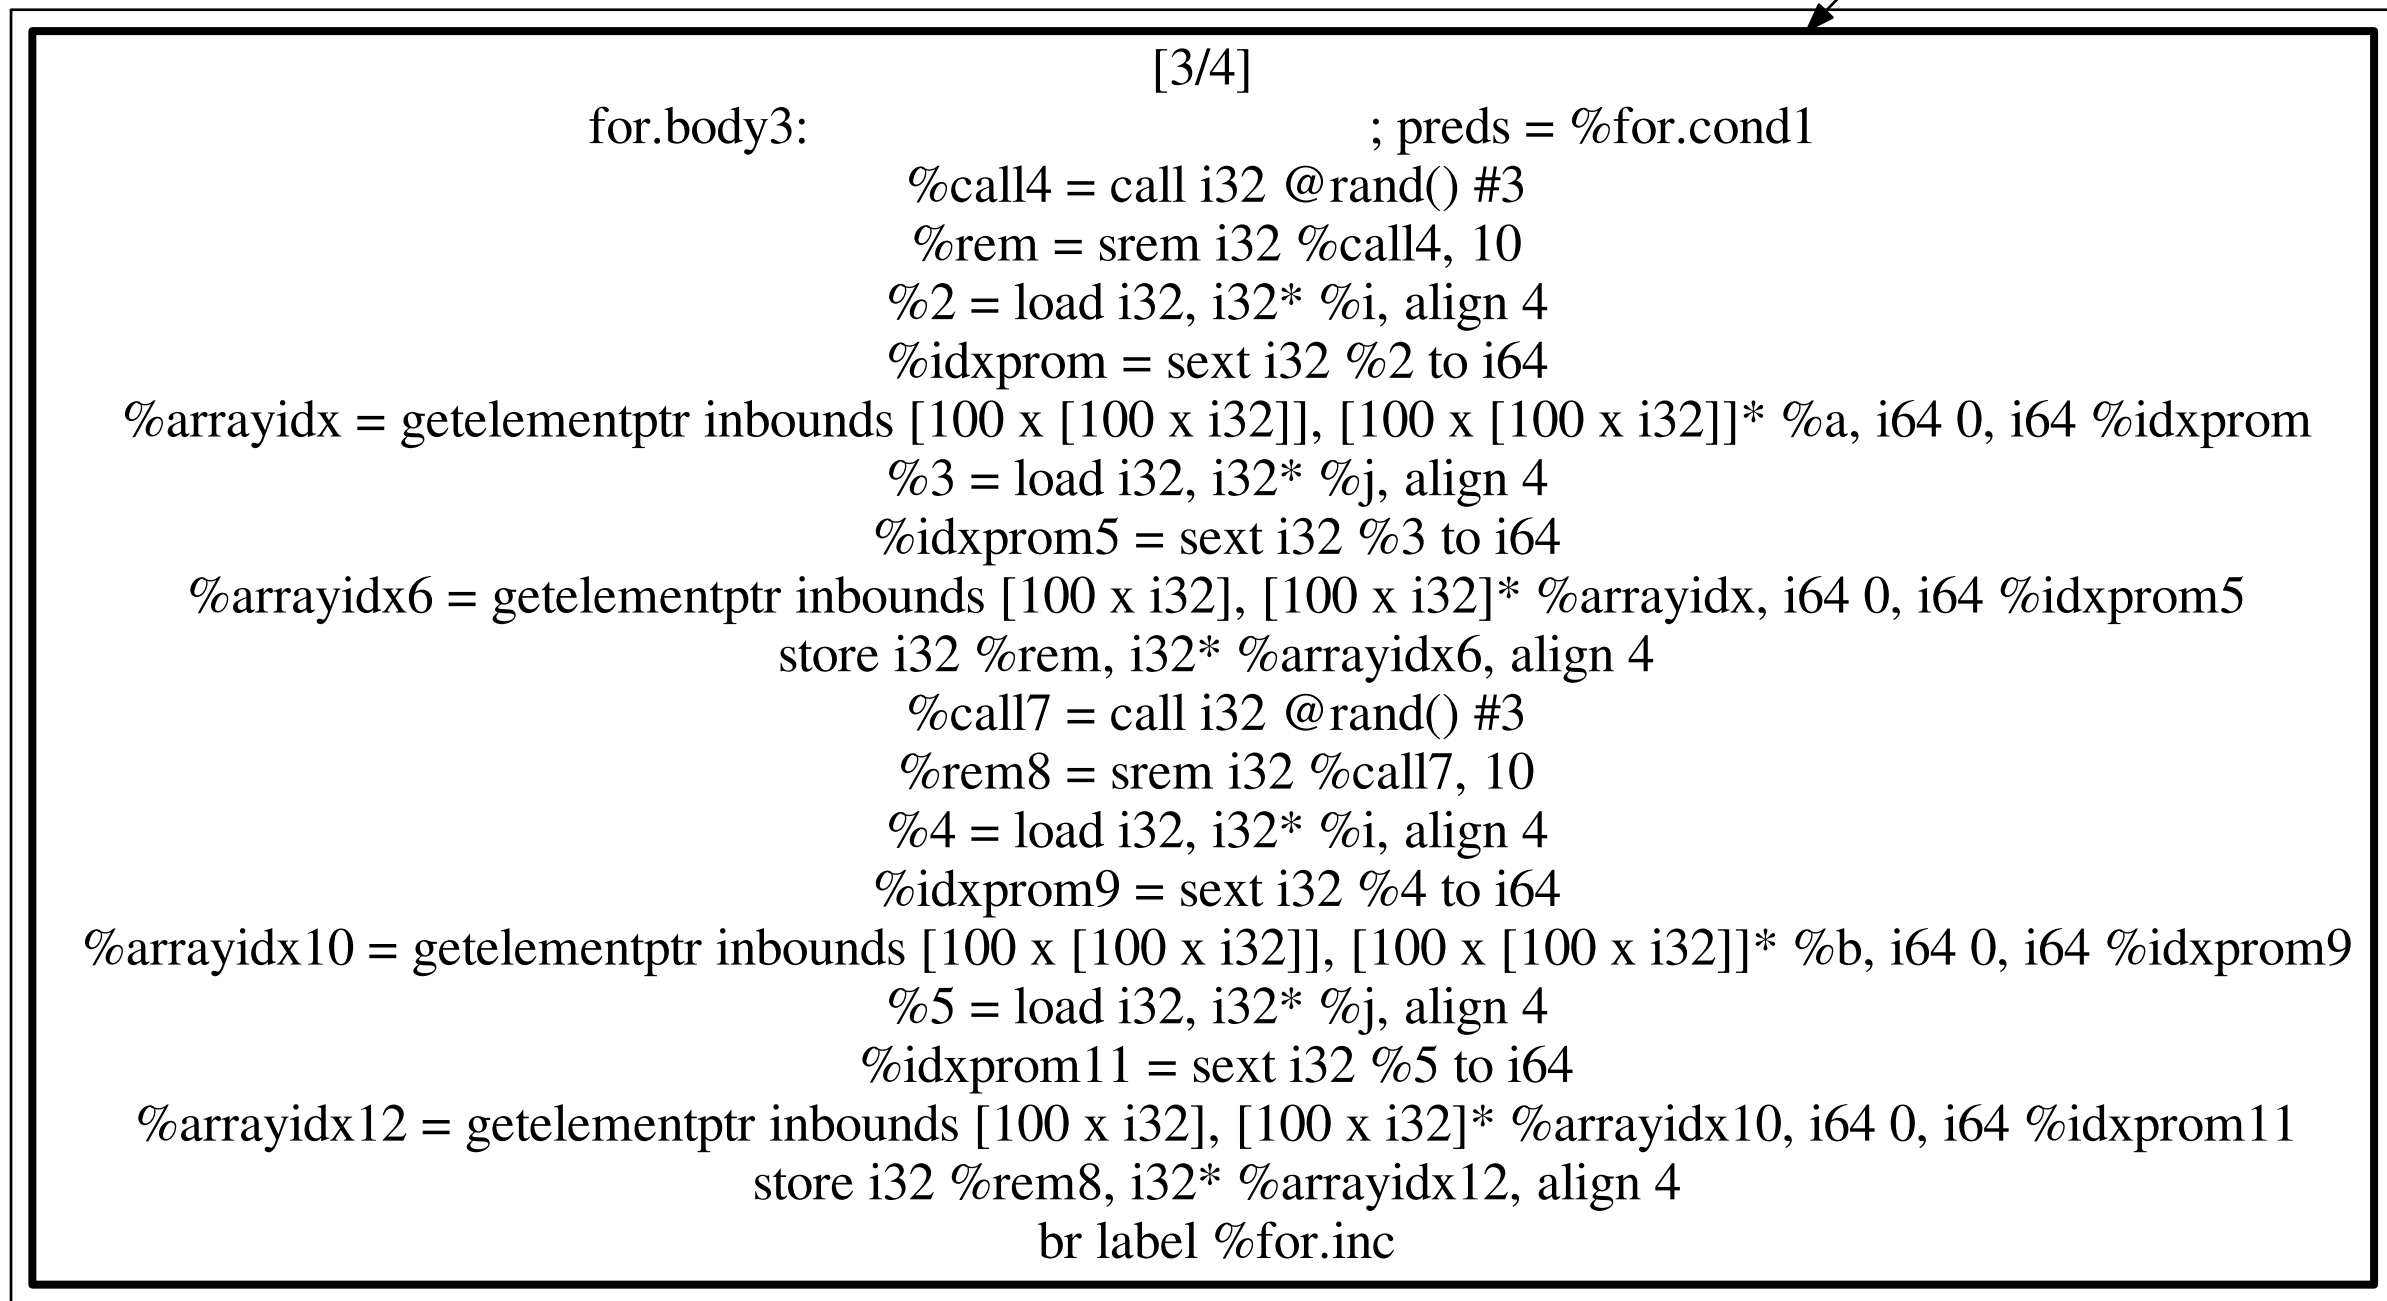 [3/4]
for.body3: ; preds = %for.cond1
%call4 = call i32 @rand() #3
%rem = srem i32 %call4, 10
%2 = load i32, i32* %i, align 4
%idxprom = sext i32 %2 to i64
%arrayidx = getelementptr inbounds [100 x [100 x i32]], [100 x [100 x i32]]* %a, i64 0, i64 %idxprom
%3 = load i32, i32* %j, align 4
%idxprom5 = sext i32 %3 to i64
%arrayidx6 = getelementptr inbounds [100 x i32], [100 x i32]* %arrayidx, i64 0, i64 %idxprom5
store i32 %rem, i32* %arrayidx6, align 4
%call7 = call i32 @rand() #3
%rem8 = srem i32 %call7, 10
%4 = load i32, i32* %i, align 4
%idxprom9 = sext i32 %4 to i64
%arrayidx10 = getelementptr inbounds [100 x [100 x i32]], [100 x [100 x i32]]* %b, i64 0, i64 %idxprom9
%5 = load i32, i32* %j, align 4
%idxprom11 = sext i32 %5 to i64
%arrayidx12 = getelementptr inbounds [100 x i32], [100 x i32]* %arrayidx10, i64 0, i64 %idxprom11
store i32 %rem8, i32* %arrayidx12, align 4
br label %for.inc